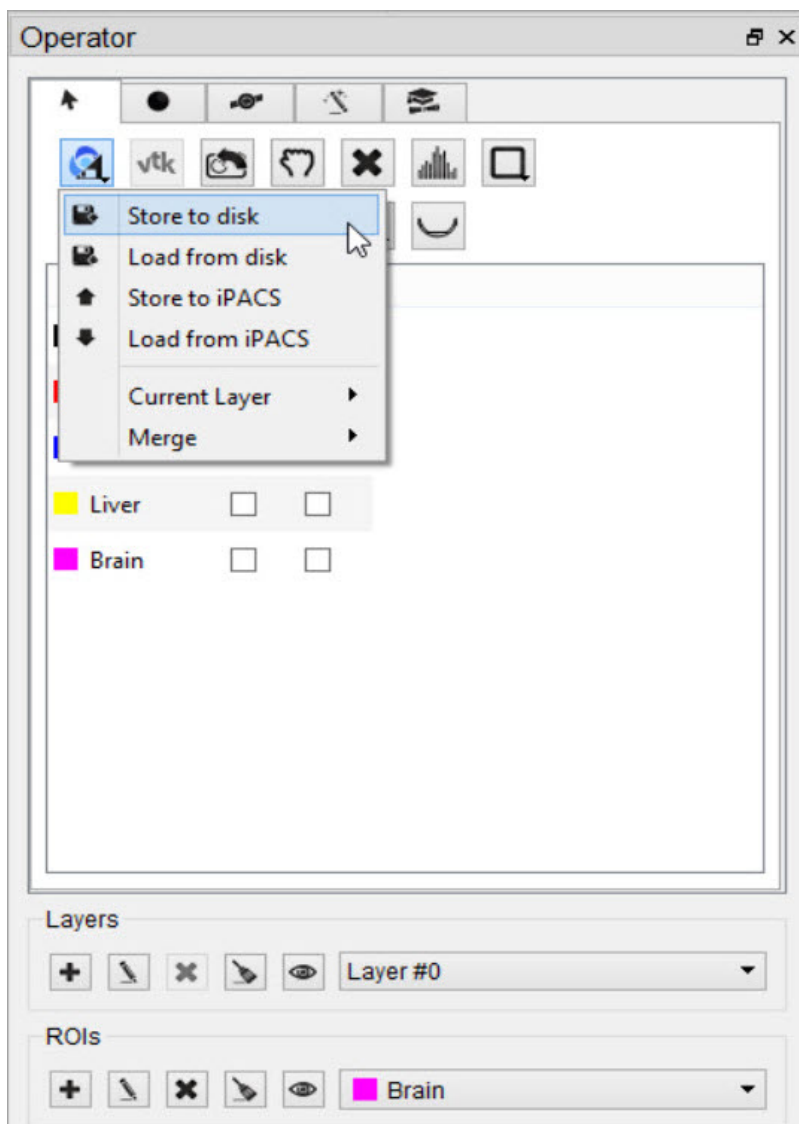 Operator
vtk
Store to disk
Load from disk
Store to iPACS
Load from iPACS
Current Layer
Merge
Liver
Brain
Layers
Layer #0
ROIs
Brain